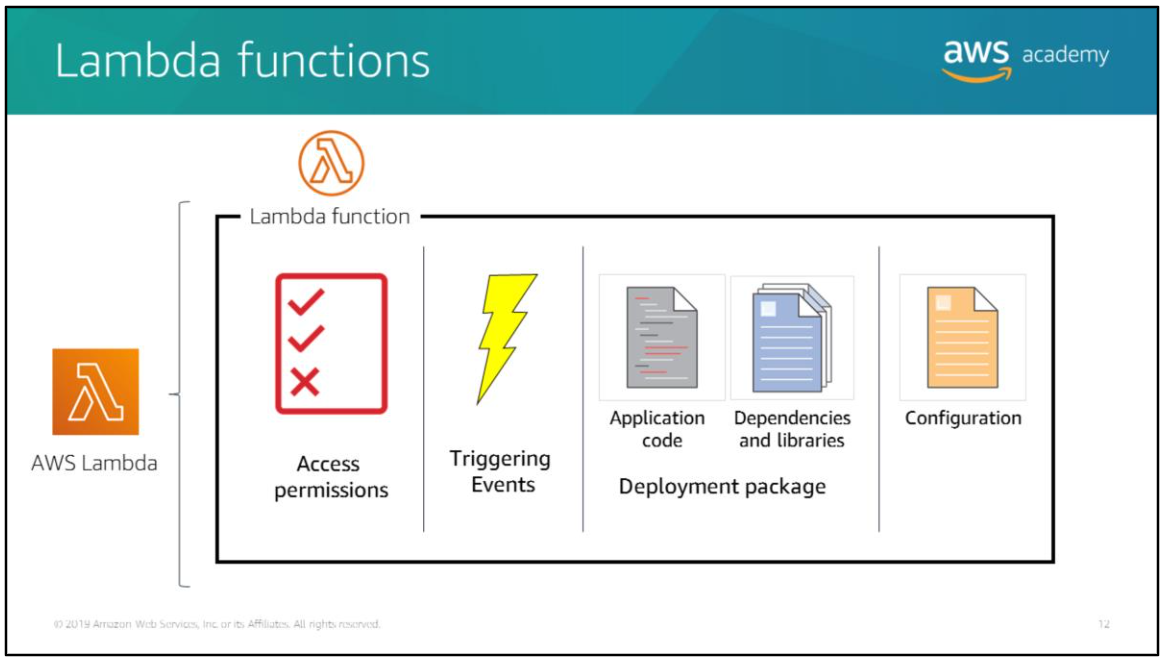 Lambda functions
aws academy
Lambda function
AWS Lambda
Access
permissions
Triggering
Events
Application
code
Dependencies
and libraries
Deployment package
Configuration
© 2019 Amazon Web Services, Inc. or its Affiliates. All rights reserved.
12